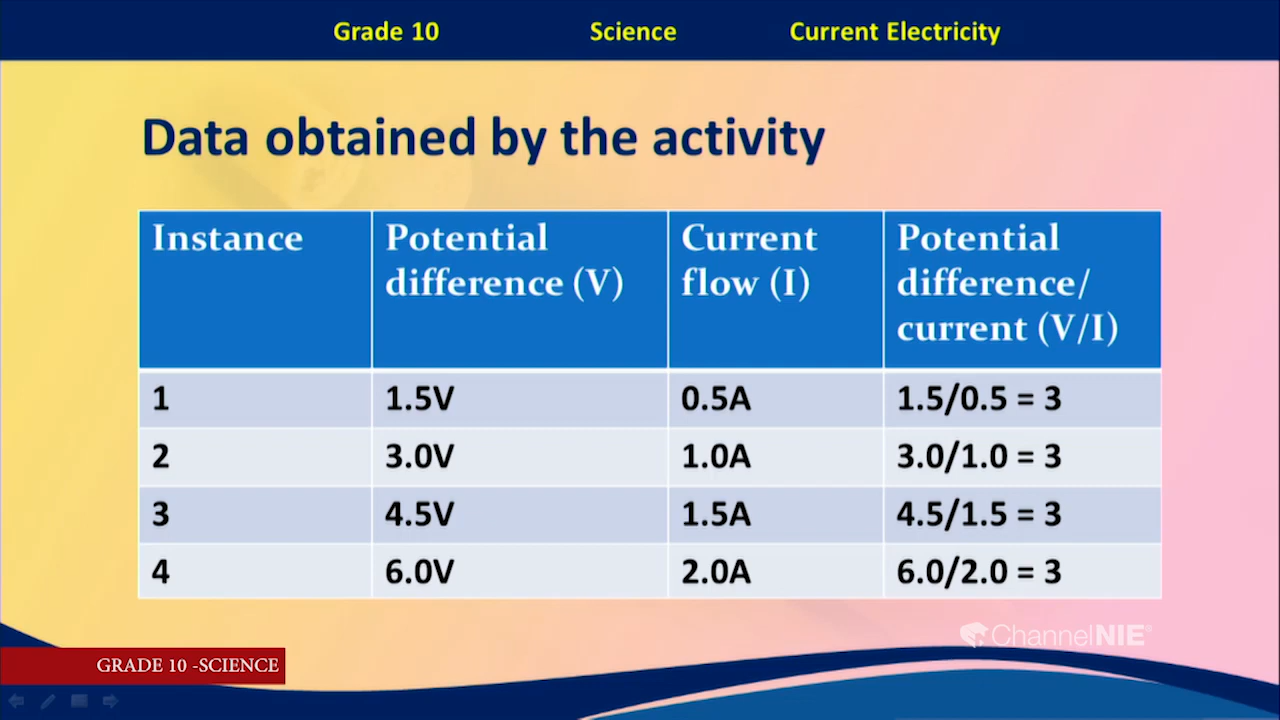 Grade 10 Science Current Electricity
Data obtained by the activity
Instance Potential difference (V) Current flow (I) Potential difference/ current (V/I)
1 1.5V 0.5A 1.5/0.5 = 3
2 3.0V 1.0A 3.0/1.0 = 3
3 4.5V 1.5A 4.5/1.5 = 3
4 6.0V 2.0A 6.0/2.0 = 3
ChannelNIE®
GRADE 10 -SCIENCE